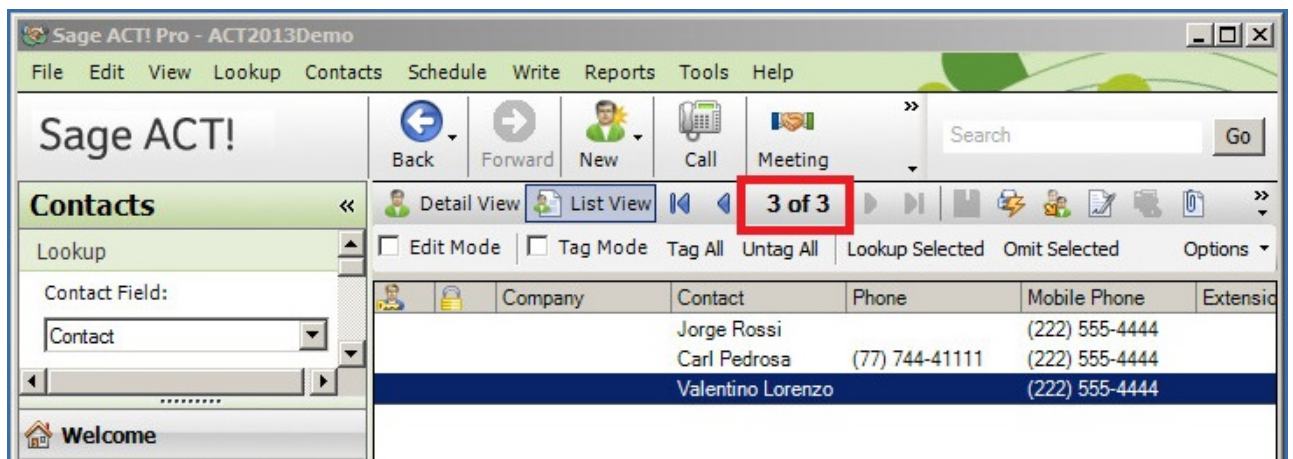 Sage ACT! Pro - ACT2013Demo
File Edit View Lookup Contacts Schedule Write Reports Tools Help
Sage ACT!
Back Forward New Call Meeting
Search Go
Contacts
Detail View List View 3 of 3
Lookup
Edit Mode Tag Mode Tag All Untag All Lookup Selected Omit Selected Options
Contact Field:
Contact
Company Contact Phone Mobile Phone Extensio
Jorge Rossi (222) 555-4444
Carl Pedrosa (77) 744-41111 (222) 555-4444
Valentino Lorenzo (222) 555-4444
Welcome